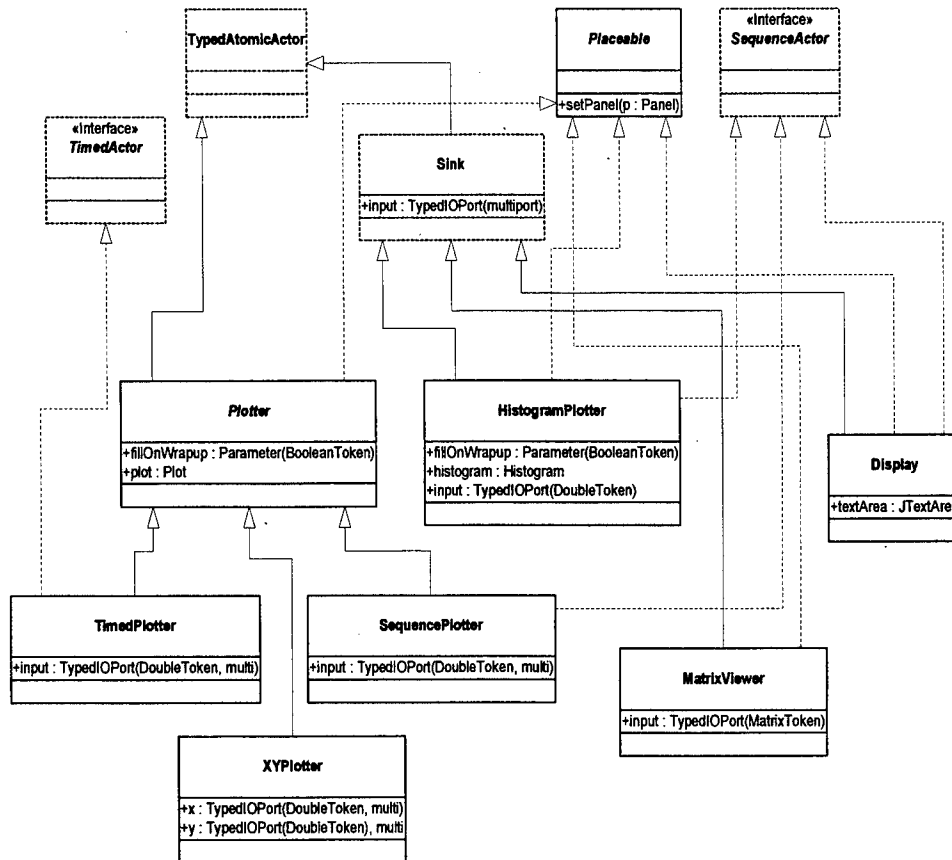 TypedAtomicActor
Placeable
+setPanel(p : Panel)
«Interface»
SequenceActor
«Interface»
TimedActor
Sink
+input : TypedIOPort(multiport)
Plotter
+fillOnWrapup : Parameter(BooleanToken)
+plot : Plot
HistogramPlotter
+fillOnWrapup : Parameter(BooleanToken)
+histogram : Histogram
+input : TypedIOPort(DoubleToken)
Display
+textArea : JTextArea
TimedPlotter
+input : TypedIOPort(DoubleToken, multi)
SequencePlotter
+input : TypedIOPort(DoubleToken, multi)
MatrixViewer
+input : TypedIOPort(MatrixToken)
XYPlotter
+x : TypedIOPort(DoubleToken, multi)
+y : TypedIOPort(DoubleToken), multi